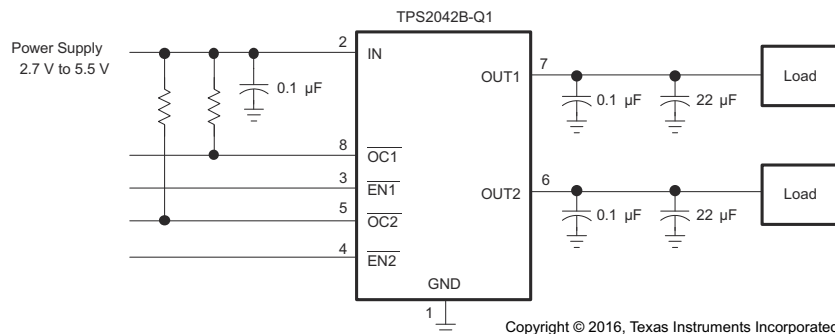 TPS2042B-Q1
Power Supply
2.7 V to 5.5 V
2
IN
0.1 µF
OUT1
7
0.1 µF
22 µF
Load
8
OC1
3
EN1
5
OC2
4
EN2
OUT2
6
0.1 µF
22 µF
Load
GND
1
Copyright © 2016, Texas Instruments Incorporated